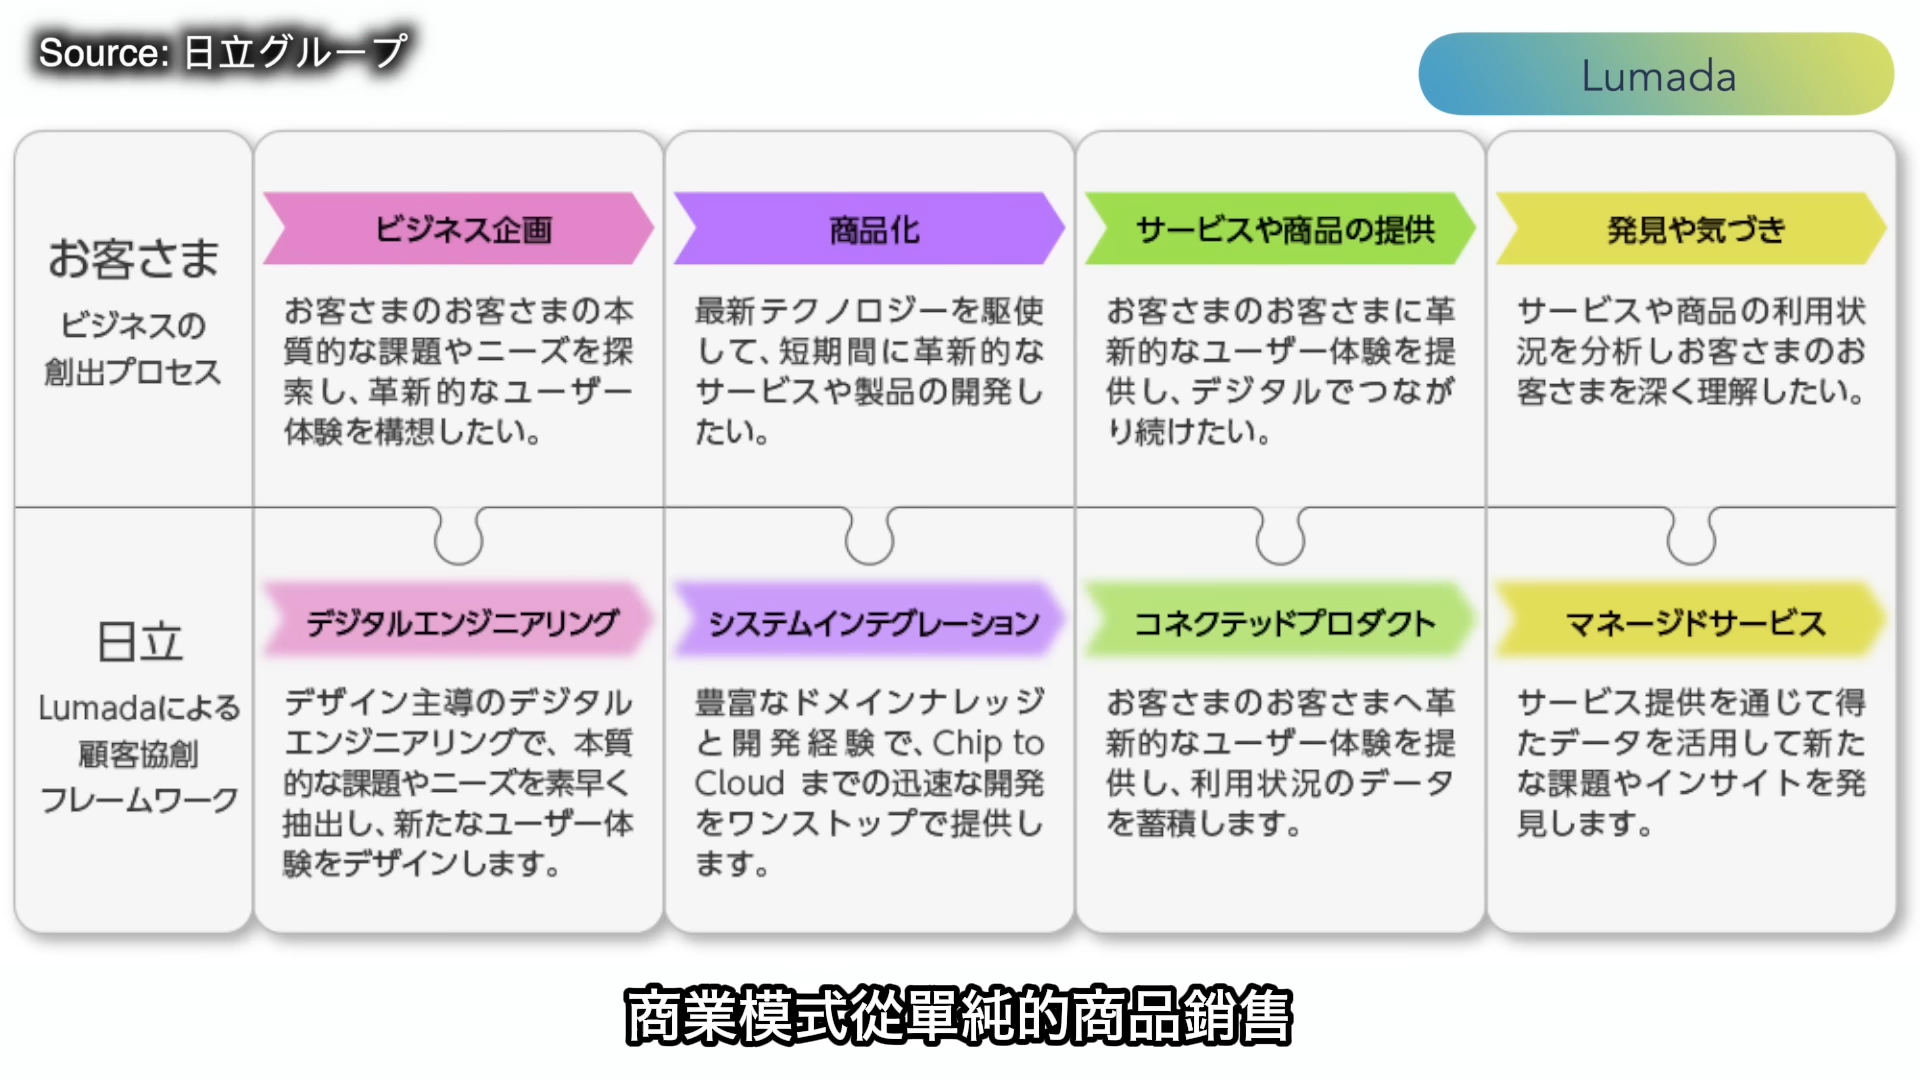 Source: 日立グループ
Lumada
お客さま
ビジネスの
創出プロセス
ビジネス企画
お客さまのお客さまの本
質的な課題やニーズを探
索し、革新的なユーザー
体験を構想したい。
商品化
最新テクノロジーを駆使
して、短期間に革新的な
サービスや製品の開発し
たい。
サービスや商品の提供
お客さまのお客さまに革
新的なユーザー体験を提
供し、デジタルでつなが
り続けたい。
発見や気づき
サービスや商品の利用状
況を分析しお客さまのお
客さまを深く理解したい。
日立
Lumadaによる
顧客協創
フレームワーク
デジタルエンジニアリング
デザイン主導のデジタル
エンジニアリングで、本質
的な課題やニーズを素早く
抽出し、新たなユーザー体
験をデザインします。
システムインテグレーション
豊富なドメインナレッジ
と開発経験で、Chip to
Cloud までの迅速な開発
をワンストップで提供し
ます。
コネクテッドプロダクト
お客さまのお客さまへ革
新的なユーザー体験を提
供し、利用状況のデータ
を蓄積します。
マネージドサービス
サービス提供を通じて得
たデータを活用して新た
な課題やインサイトを発
見します。
商業模式從單純的商品銷售